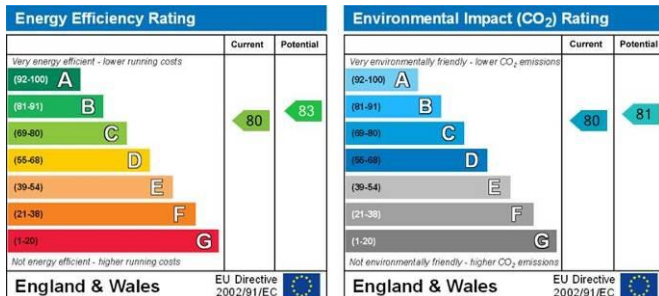 Energy Efficiency Rating
Current Potential
Very energy efficient - lower running costs
(92-100) A
(81-91) B
(69-80) C
(55-68) D
(39-54) E
(21-38) F
(1-20) G
80
83
Not energy efficient - higher running costs
England & Wales
EU Directive
2002/91/EC
Environmental Impact (CO₂) Rating
Current Potential
Very environmentally friendly - lower CO₂ emissions
(92-100) A
(81-91) B
(69-80) C
(55-68) D
(39-54) E
(21-38) F
(1-20) G
80
81
Not environmentally friendly - higher CO₂ emissions
England & Wales
EU Directive
2002/91/EC